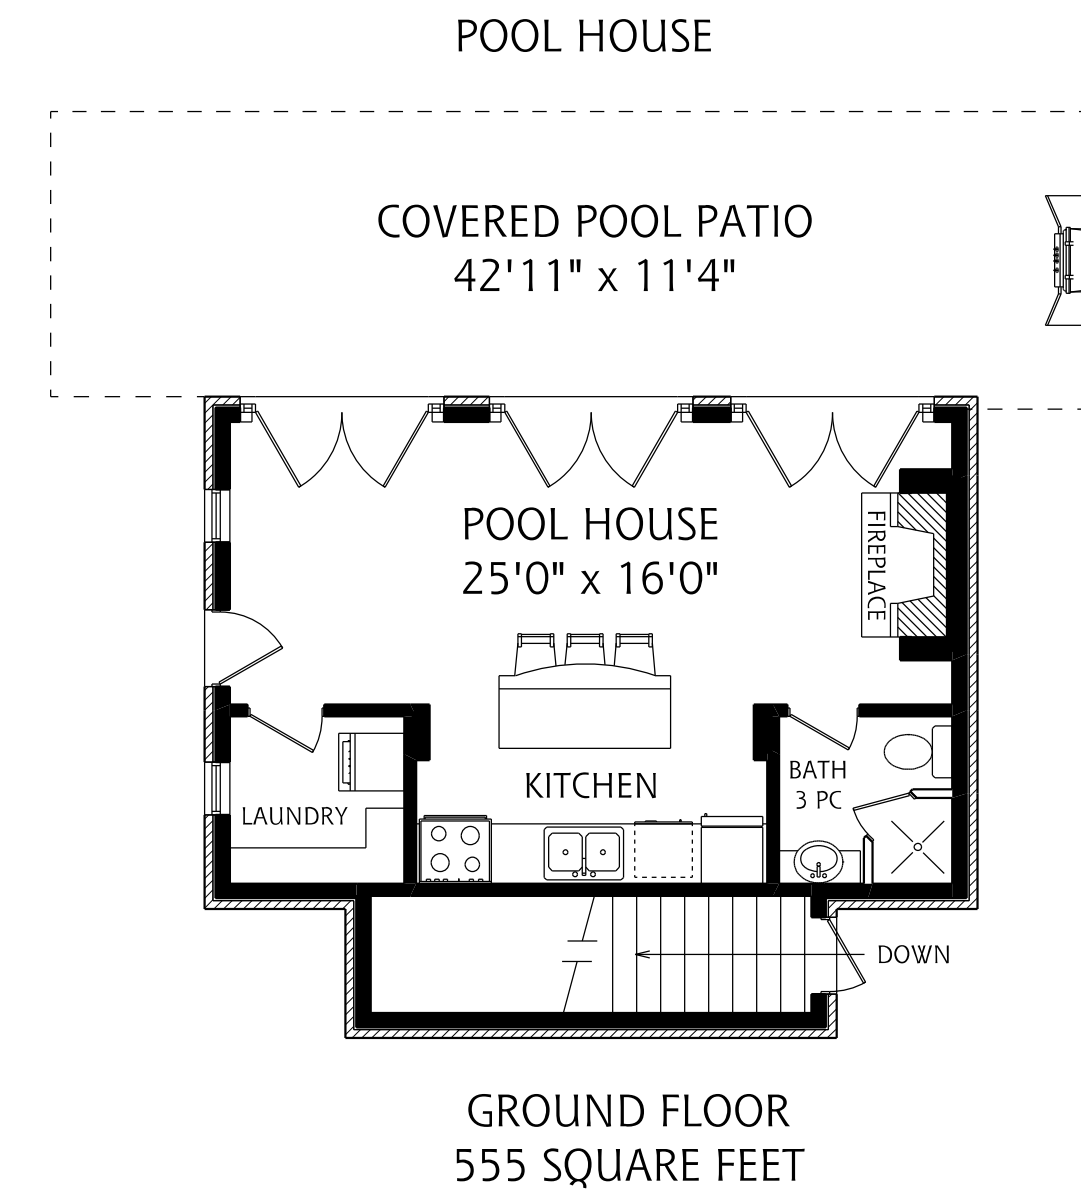 POOL HOUSE
COVERED POOL PATIO
42'11" x 11'4"
POOL HOUSE
25'0" x 16'0"
FIREPLACE
KITCHEN
BATH
3 PC
LAUNDRY
DOWN
GROUND FLOOR
555 SQUARE FEET